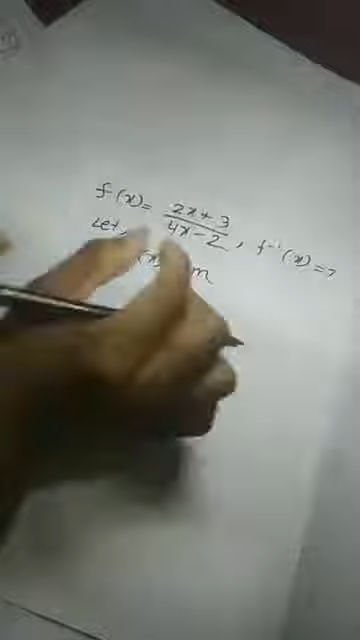 f(x) = 2x+3 / 4x-2 , f⁻¹(x) = ?
Let,
(x) m